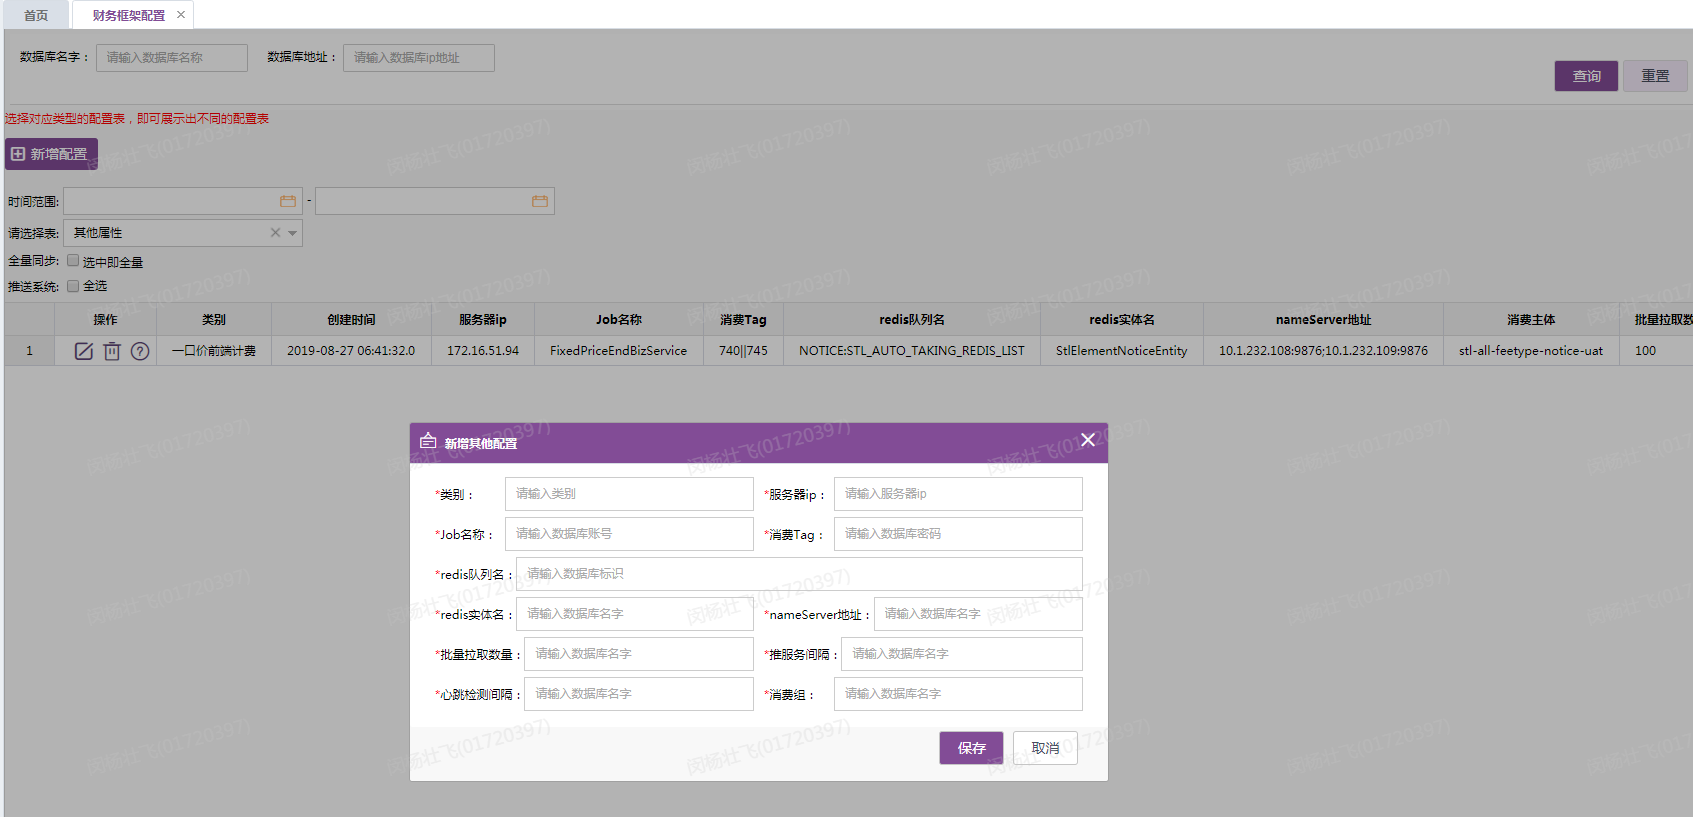 首页 财务框架配置
数据库名字： 请输入数据库名称 数据库地址： 请输入数据库ip地址
查询 重置
选择对应类型的配置表，即可展示出不同的配置表
新增配置
时间范围: -
请选择表: 其他属性
全量同步: 选中即全量
推送系统: 全选
操作 类别 创建时间 服务器ip Job名称 消费Tag redis队列名 redis实体名 nameServer地址 消费主体 批量拉取数
1 一口价前端计费 2019-08-27 06:41:32.0 172.16.51.94 FixedPriceEndBizService 740||745 NOTICE:STL_AUTO_TAKING_REDIS_LIST StlElementNoticeEntity 10.1.232.108:9876;10.1.232.109:9876 stl-all-feetype-notice-uat 100
新增其他配置
*类别： 请输入类别 *服务器ip： 请输入服务器ip
*Job名称： 请输入数据库账号 *消费Tag： 请输入数据库密码
*redis队列名： 请输入数据库标识
*redis实体名： 请输入数据库名字 *nameServer地址： 请输入数据库名字
*批量拉取数量： 请输入数据库名字 *推服务间隔： 请输入数据库名字
*心跳检测间隔： 请输入数据库名字 *消费组： 请输入数据库名字
保存 取消
闵杨壮飞(01720397)